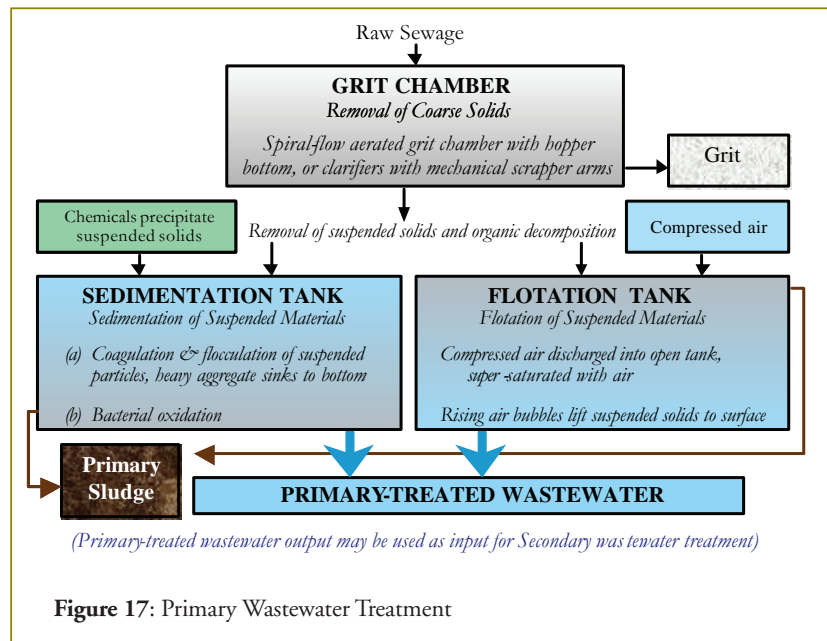 Raw Sewage
GRIT CHAMBER
Removal of Coarse Solids
Spiral-flow aerated grit chamber with hopper
bottom, or clarifiers with mechanical scrapper arms
Grit
Chemicals precipitate
suspended solids
Removal of suspended solids and organic decomposition
Compressed air
SEDIMENTATION TANK
Sedimentation of Suspended Materials
(a) Coagulation & flocculation of suspended
particles, heavy aggregate sinks to bottom
(b) Bacterial oxidation
FLOTATION TANK
Flotation of Suspended Materials
Compressed air discharged into open tank,
super-saturated with air
Rising air bubbles lift suspended solids to surface
Primary
Sludge
PRIMARY-TREATED WASTEWATER
(Primary-treated wastewater output may be used as input for Secondary wastewater treatment)
Figure 17: Primary Wastewater Treatment